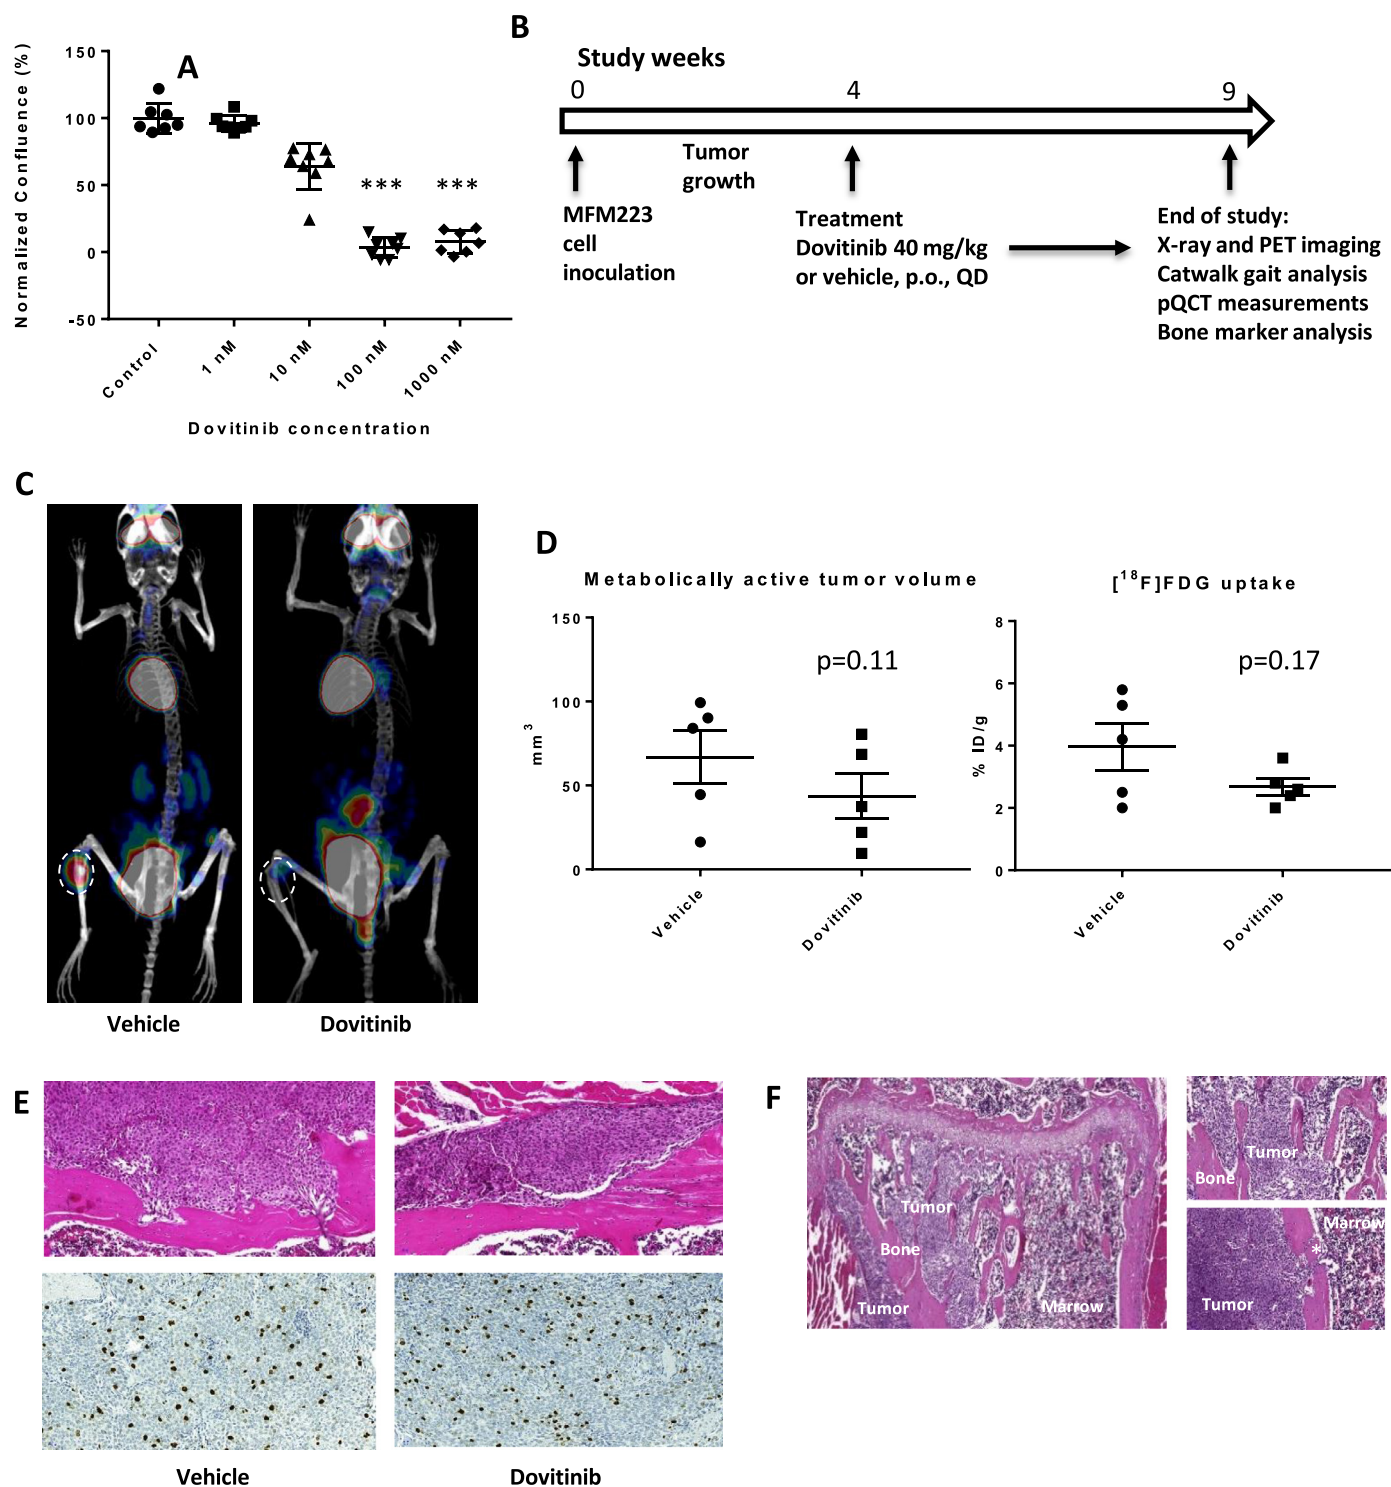 A
Normalized Confluence (%)
150
100
50
0
-50
***
***
Control
1 nM
10 nM
100 nM
1000 nM
Dovitinib concentration
B
Study weeks
0
4
9
Tumor
growth
MFM223
cell
inoculation
Treatment
Dovitinib 40 mg/kg
or vehicle, p.o., QD
End of study:
X-ray and PET imaging
Catwalk gait analysis
pQCT measurements
Bone marker analysis
C
Vehicle
Dovitinib
D
Metabolically active tumor volume
mm³
150
100
50
0
p=0.11
Vehicle
Dovitinib
[¹⁸F]FDG uptake
% ID/g
8
6
4
2
0
p=0.17
Vehicle
Dovitinib
E
Vehicle
Dovitinib
F
Tumor
Bone
Tumor
Marrow
Tumor
Bone
Marrow
*
Tumor